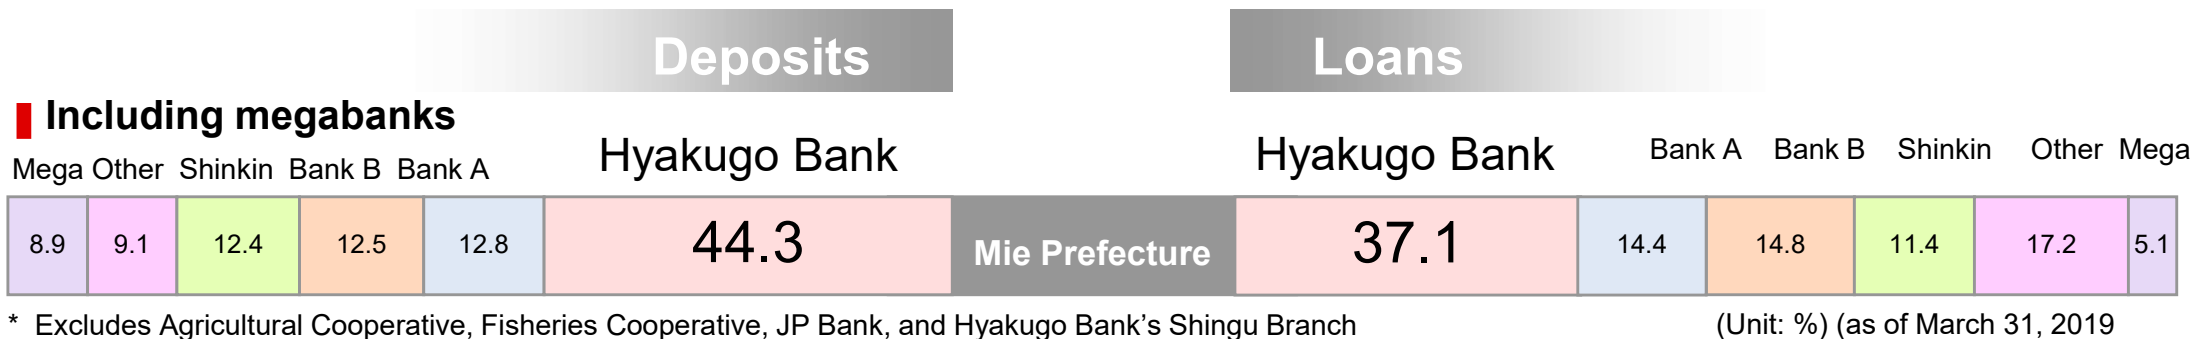 Deposits Loans
Including megabanks
Mega Other Shinkin Bank B Bank A Hyakugo Bank Hyakugo Bank Bank A Bank B Shinkin Other Mega
8.9 9.1 12.4 12.5 12.8 44.3 Mie Prefecture 37.1 14.4 14.8 11.4 17.2 5.1
* Excludes Agricultural Cooperative, Fisheries Cooperative, JP Bank, and Hyakugo Bank’s Shingu Branch (Unit: %) (as of March 31, 2019